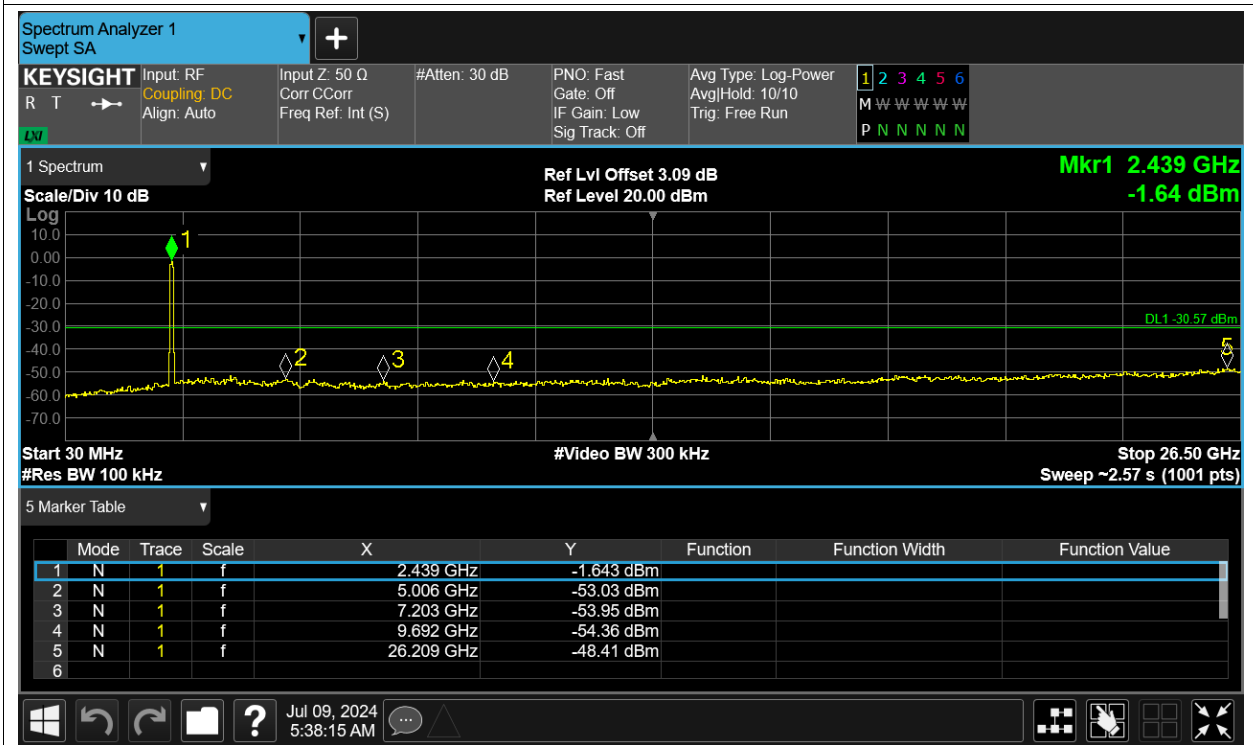 Spectrum Analyzer 1
Swept SA
KEYSIGHT Input: RF Input Z: 50 Ω #Atten: 30 dB PNO: Fast Avg Type: Log-Power 1 2 3 4 5 6
R T Coupling: DC Corr CCorr Gate: Off Avg|Hold: 10/10 M W W W W W
Align: Auto Freq Ref: Int (S) IF Gain: Low Trig: Free Run
LXI Sig Track: Off P N N N N N
1 Spectrum Ref Lvl Offset 3.09 dB Mkr1 2.439 GHz
Scale/Div 10 dB Ref Level 20.00 dBm -1.64 dBm
Log
10.0 1
0.00
-10.0
-20.0
-30.0 DL1 -30.57 dBm
-40.0 2 3 4 5
-50.0
-60.0
-70.0
Start 30 MHz #Video BW 300 kHz Stop 26.50 GHz
#Res BW 100 kHz Sweep ~2.57 s (1001 pts)
5 Marker Table
Mode Trace Scale X Y Function Function Width Function Value
1 N 1 f 2.439 GHz -1.643 dBm
2 N 1 f 5.006 GHz -53.03 dBm
3 N 1 f 7.203 GHz -53.95 dBm
4 N 1 f 9.692 GHz -54.36 dBm
5 N 1 f 26.209 GHz -48.41 dBm
6
? Jul 09, 2024
5:38:15 AM